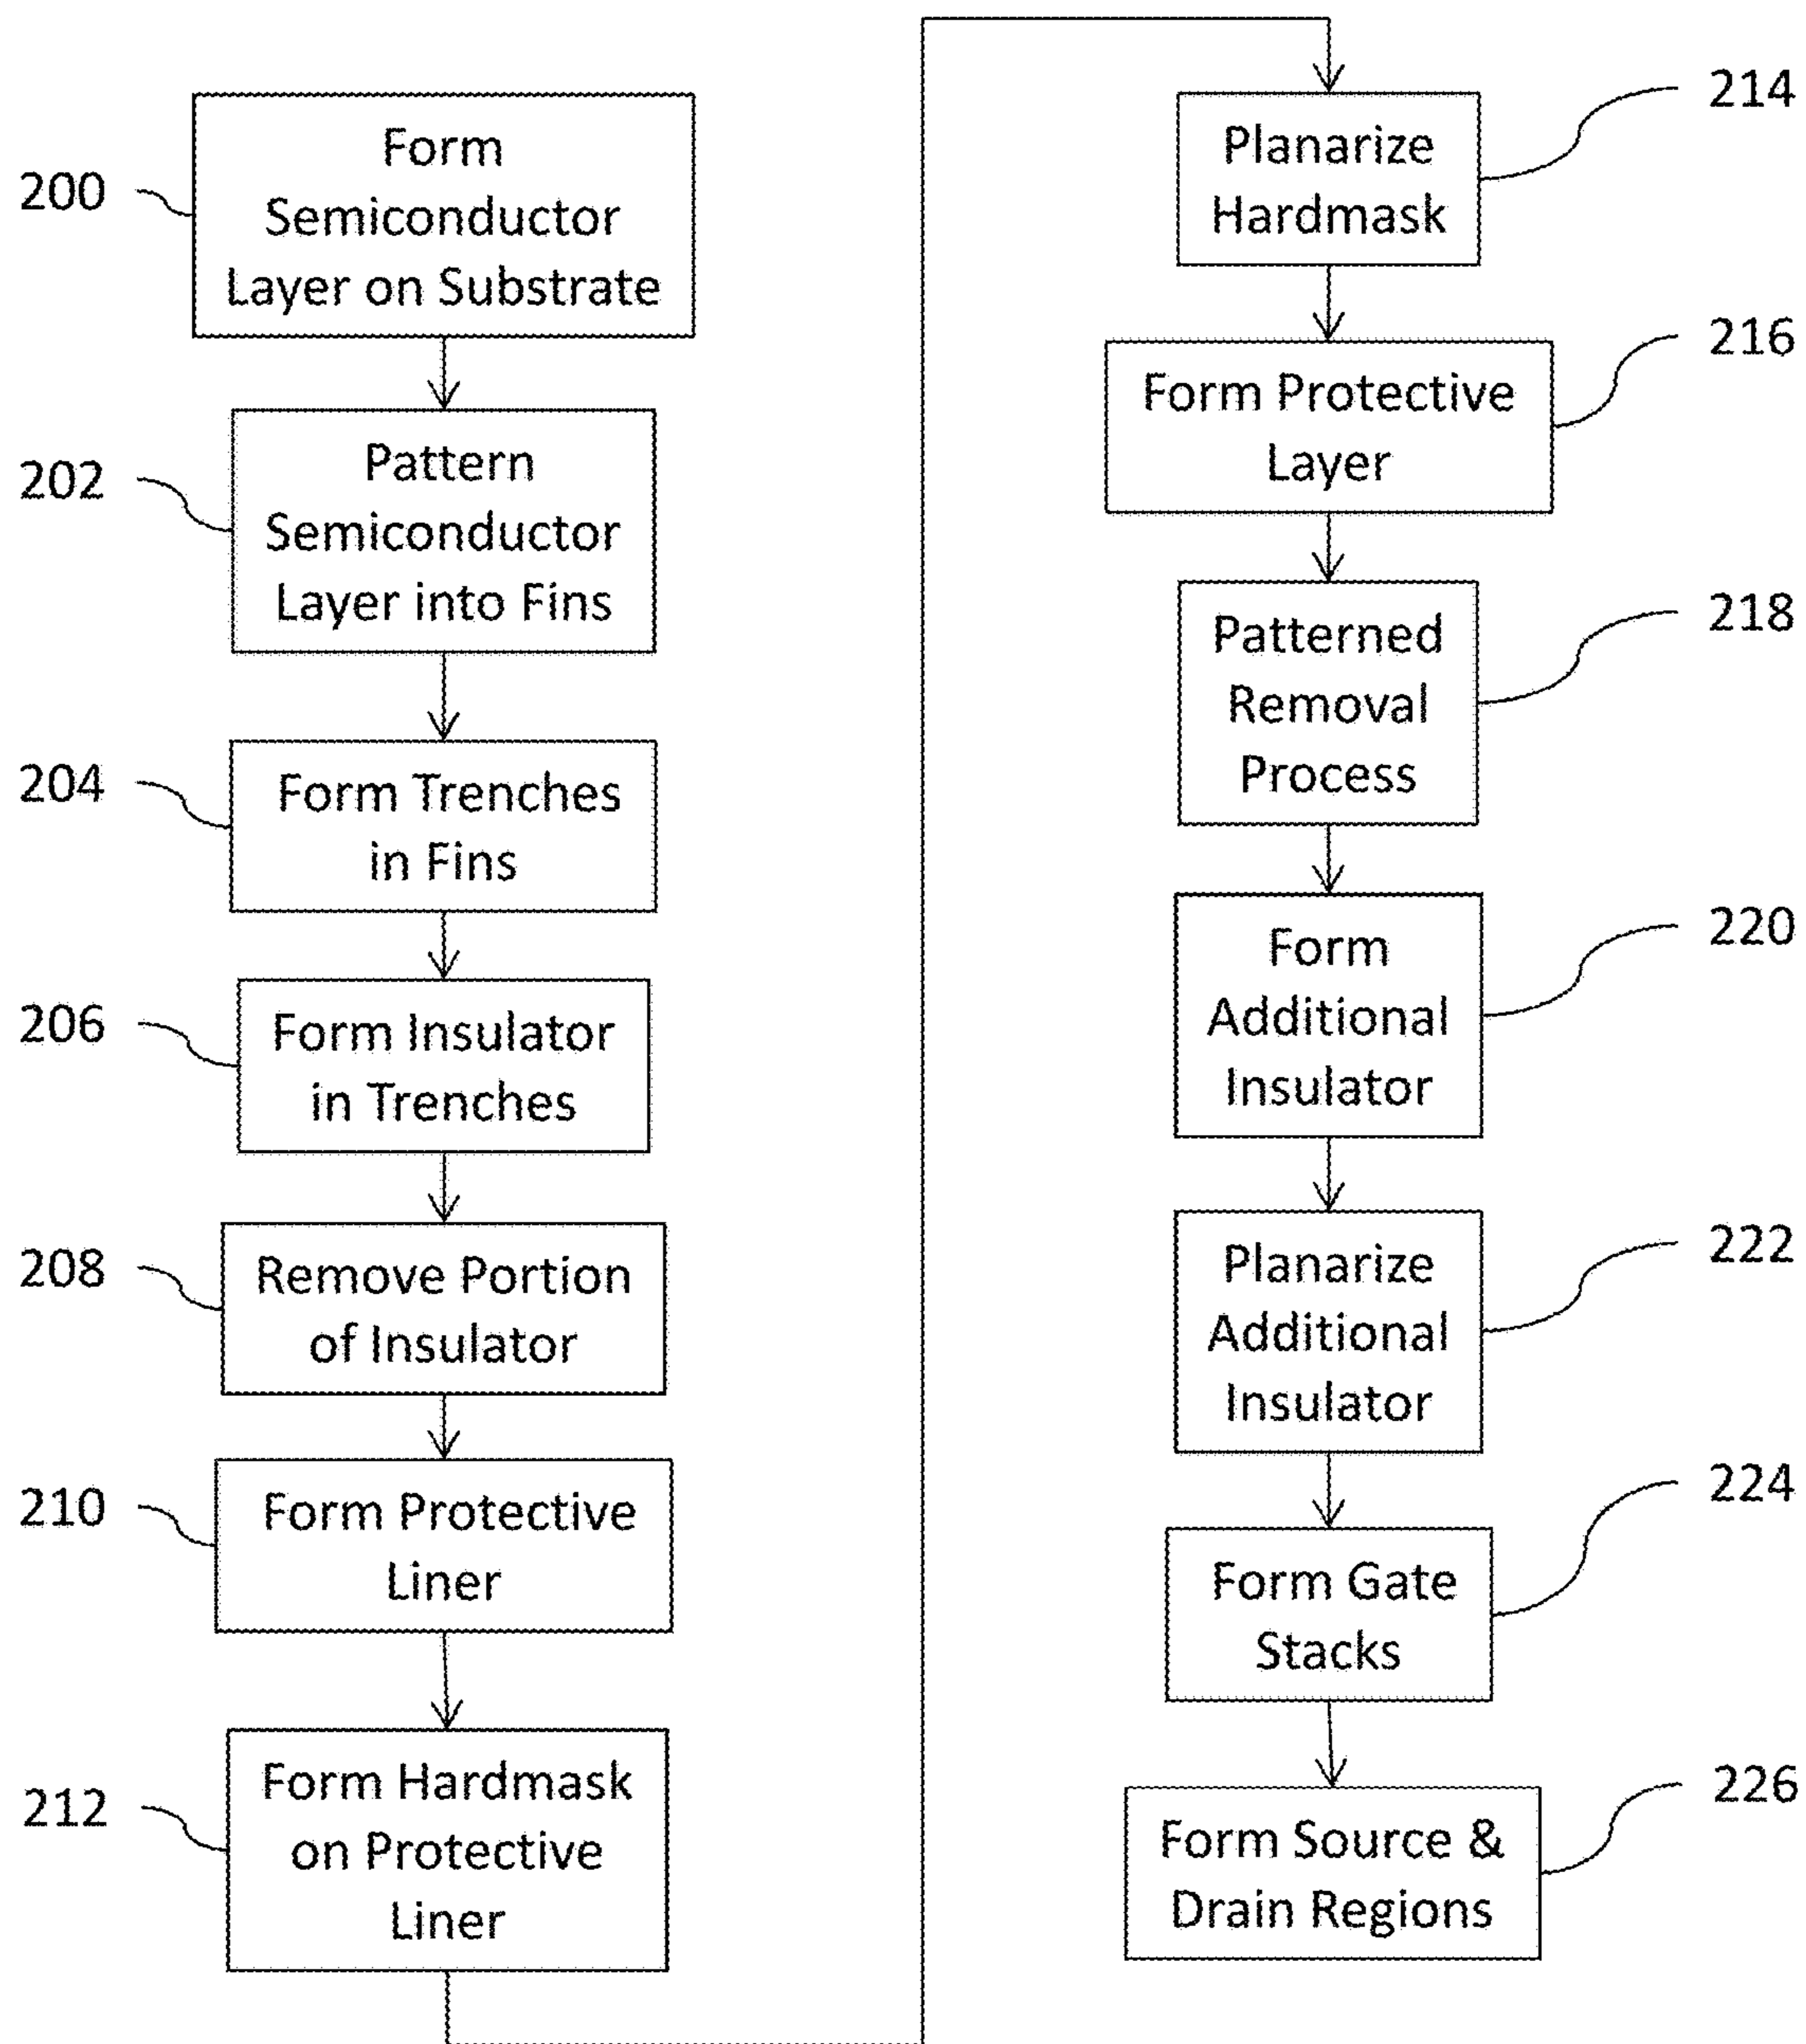 200
Form
Semiconductor
Layer on Substrate
202
Pattern
Semiconductor
Layer into Fins
204
Form Trenches
in Fins
206
Form Insulator
in Trenches
208
Remove Portion
of Insulator
210
Form Protective
Liner
212
Form Hardmask
on Protective
Liner
214
Planarize
Hardmask
216
Form Protective
Layer
218
Patterned
Removal
Process
220
Form
Additional
Insulator
222
Planarize
Additional
Insulator
224
Form Gate
Stacks
226
Form Source &
Drain Regions